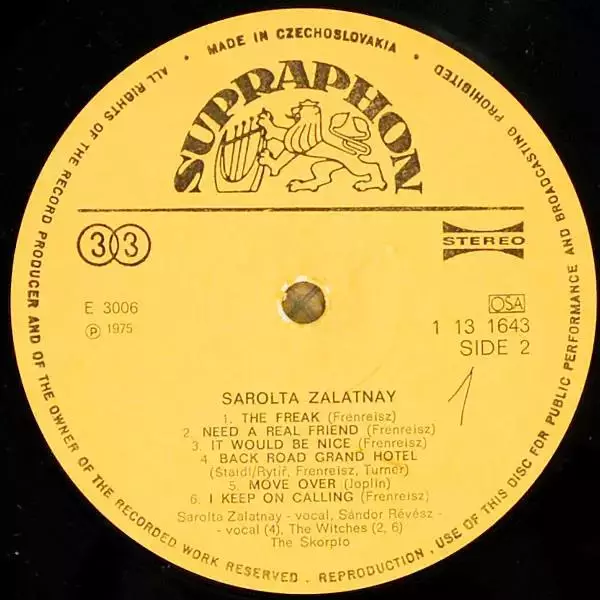 MADE IN CZECHOSLOVAKIA
ALL RIGHTS OF THE RECORD PRODUCER AND OF THE OWNER OF THE RECORDED WORK RESERVED . REPRODUCTION, USE OF THIS DISC FOR PUBLIC PERFORMANCE AND BROADCASTING PROHIBITED
SUPRAPHON
33
STEREO
E 3006
Ⓟ 1975
OSA
1 13 1643
SIDE 2
1
SAROLTA ZALATNAY
1. THE FREAK (Frenreisz)
2. NEED A REAL FRIEND (Frenreisz)
3. IT WOULD BE NICE (Frenreisz)
4. BACK ROAD GRAND HOTEL
(Štaidl/Rytíř, Frenreisz, Turner)
5. MOVE OVER (Joplin)
6. I KEEP ON CALLING (Frenreisz)
Sarolta Zalatnay - vocal, Sándor Révész -
- vocal (4), The Witches (2, 6)
The Skorpio